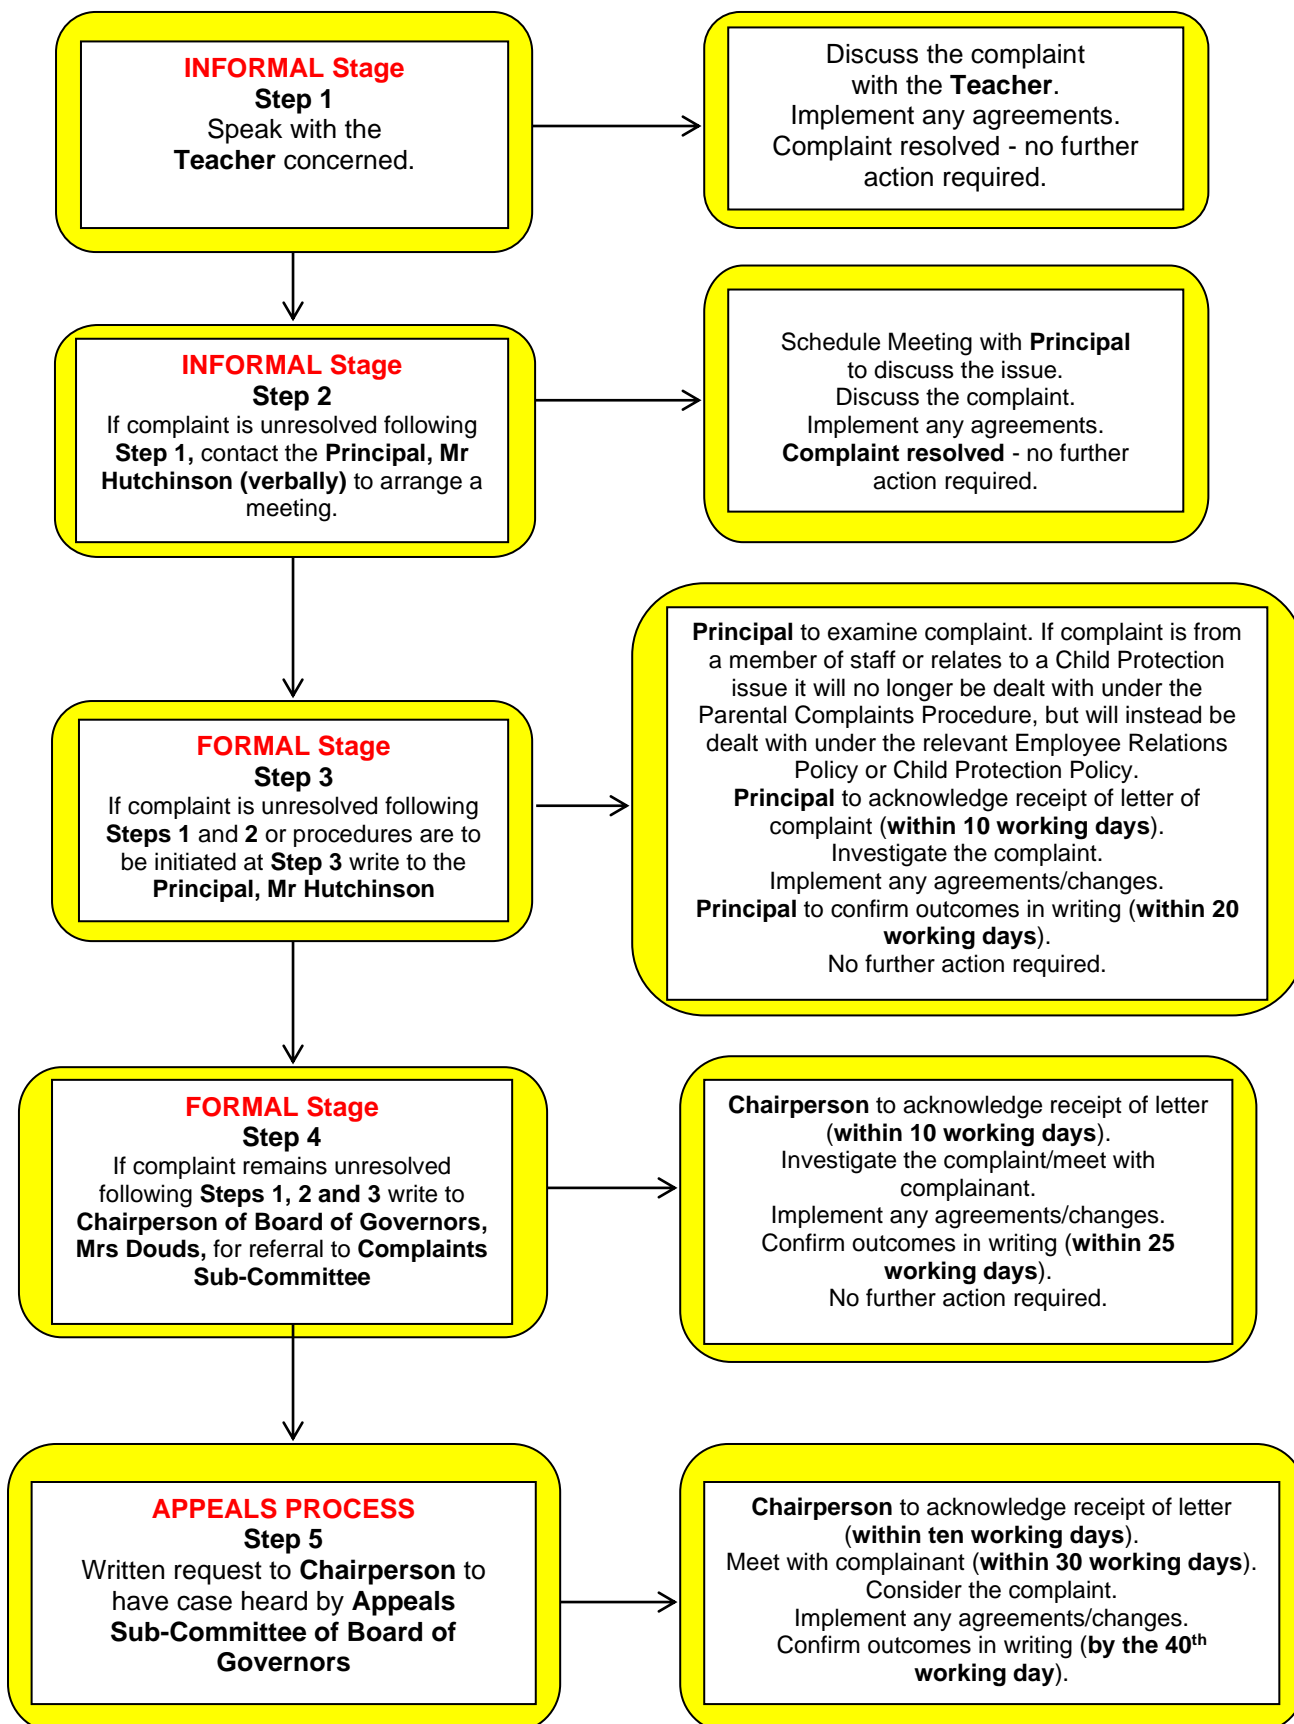 INFORMAL Stage
Step 1
Speak with the
Teacher concerned.
Discuss the complaint
with the Teacher.
Implement any agreements.
Complaint resolved - no further
action required.
INFORMAL Stage
Step 2
If complaint is unresolved following
Step 1, contact the Principal, Mr
Hutchinson (verbally) to arrange a
meeting.
Schedule Meeting with Principal
to discuss the issue.
Discuss the complaint.
Implement any agreements.
Complaint resolved - no further
action required.
FORMAL Stage
Step 3
If complaint is unresolved following
Steps 1 and 2 or procedures are to
be initiated at Step 3 write to the
Principal, Mr Hutchinson
Principal to examine complaint. If complaint is from
a member of staff or relates to a Child Protection
issue it will no longer be dealt with under the
Parental Complaints Procedure, but will instead be
dealt with under the relevant Employee Relations
Policy or Child Protection Policy.
Principal to acknowledge receipt of letter of
complaint (within 10 working days).
Investigate the complaint.
Implement any agreements/changes.
Principal to confirm outcomes in writing (within 20
working days).
No further action required.
FORMAL Stage
Step 4
If complaint remains unresolved
following Steps 1, 2 and 3 write to
Chairperson of Board of Governors,
Mrs Douds, for referral to Complaints
Sub-Committee
Chairperson to acknowledge receipt of letter
(within 10 working days).
Investigate the complaint/meet with
complainant.
Implement any agreements/changes.
Confirm outcomes in writing (within 25
working days).
No further action required.
APPEALS PROCESS
Step 5
Written request to Chairperson to
have case heard by Appeals
Sub-Committee of Board of
Governors
Chairperson to acknowledge receipt of letter
(within ten working days).
Meet with complainant (within 30 working days).
Consider the complaint.
Implement any agreements/changes.
Confirm outcomes in writing (by the 40th
working day).